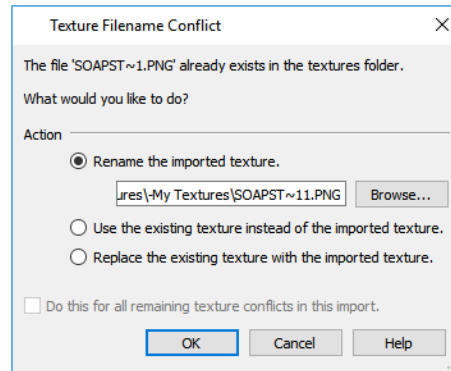 Texture Filename Conflict
The file 'SOAPST~1.PNG' already exists in the textures folder.
What would you like to do?
Action
Rename the imported texture.
ures\-My Textures\SOAPST~11.PNG Browse...
Use the existing texture instead of the imported texture.
Replace the existing texture with the imported texture.
Do this for all remaining texture conflicts in this import.
OK Cancel Help